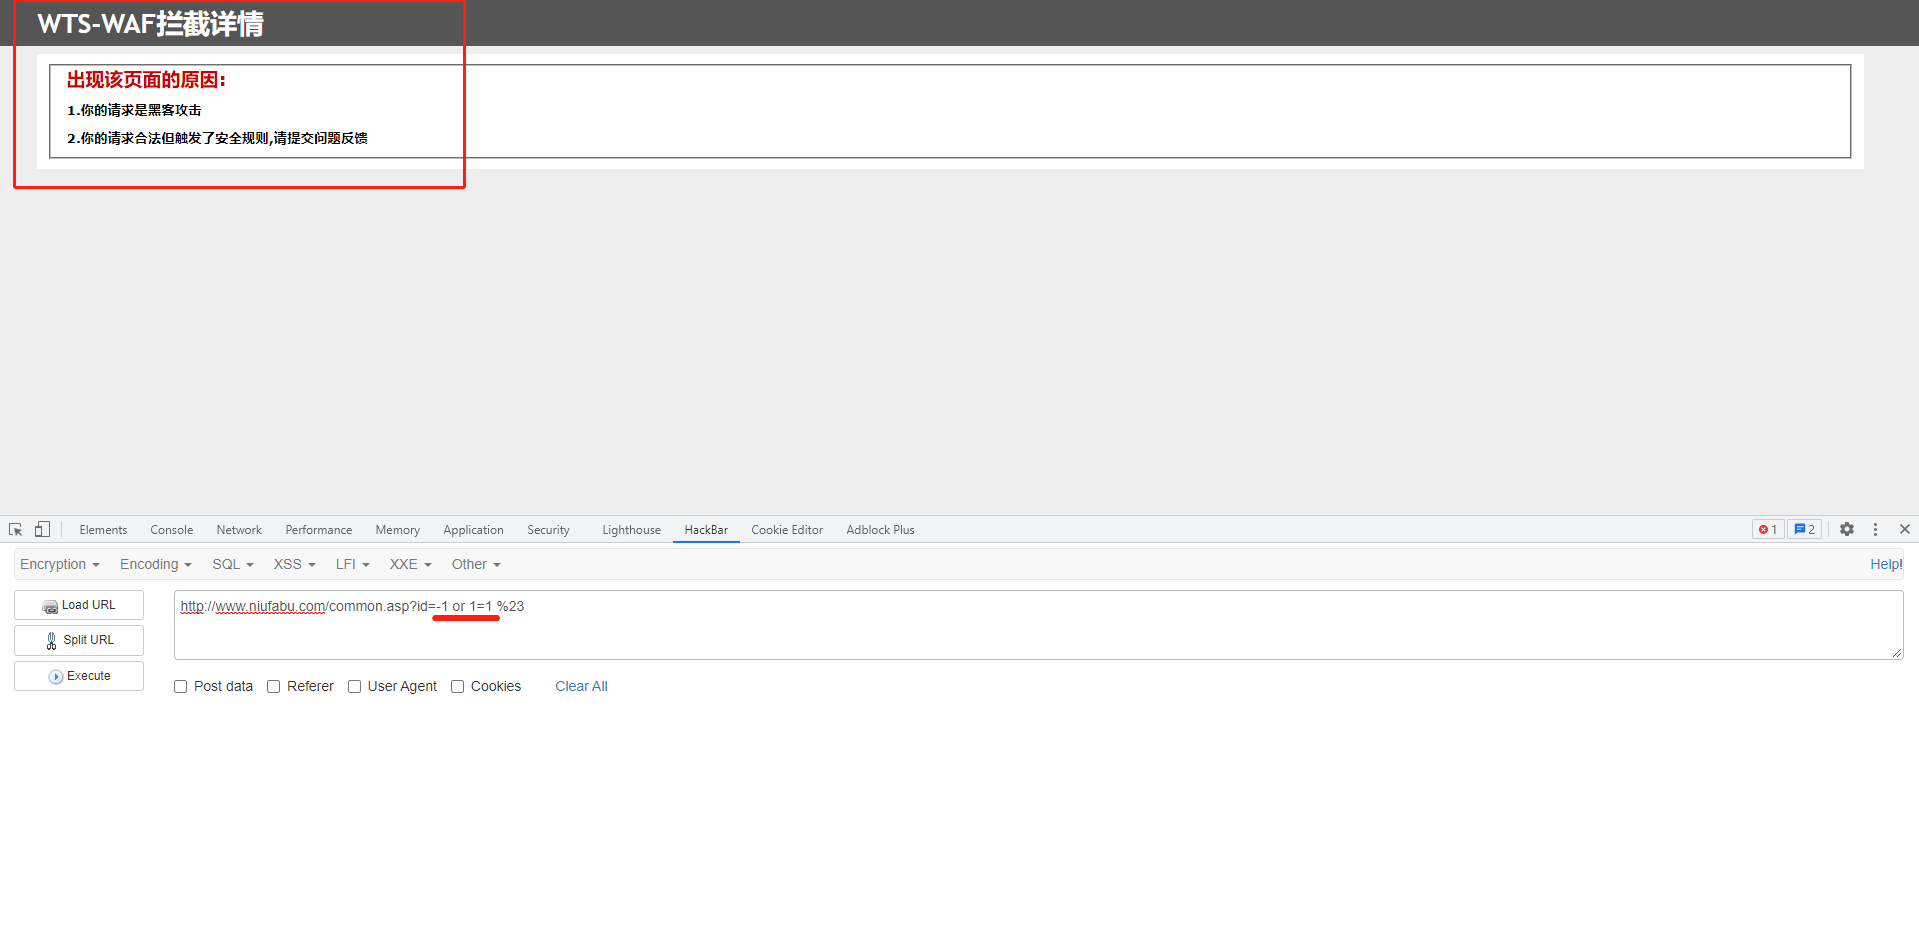 WTS-WAF拦截详情
出现该页面的原因:
1.你的请求是黑客攻击
2.你的请求合法但触发了安全规则,请提交问题反馈
Elements Console Network Performance Memory Application Security Lighthouse HackBar Cookie Editor Adblock Plus 1 2
Encryption Encoding SQL XSS LFI XXE Other Help!
Load URL
http://www.niufabu.com/common.asp?id=-1 or 1=1 %23
Split URL
Execute
Post data Referer User Agent Cookies Clear All